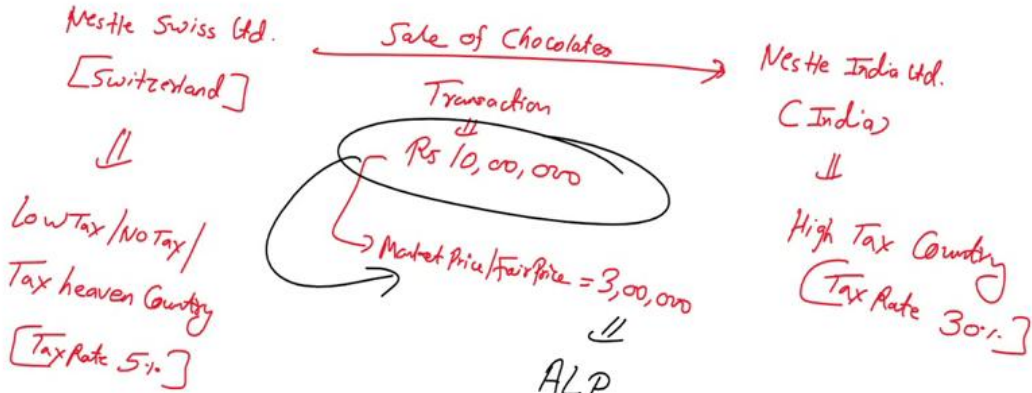 Nestle Swiss Ltd.
[Switzerland]
⇓
Low Tax/No Tax/
Tax heaven Country
[Tax Rate 5%]
Sale of Chocolates
Transaction
⇓
Rs 10,00,000
Market Price/Fair Price = 3,00,000
⇓
ALP
Nestle India Ltd.
(India)
⇓
High Tax Country
[Tax Rate 30%]